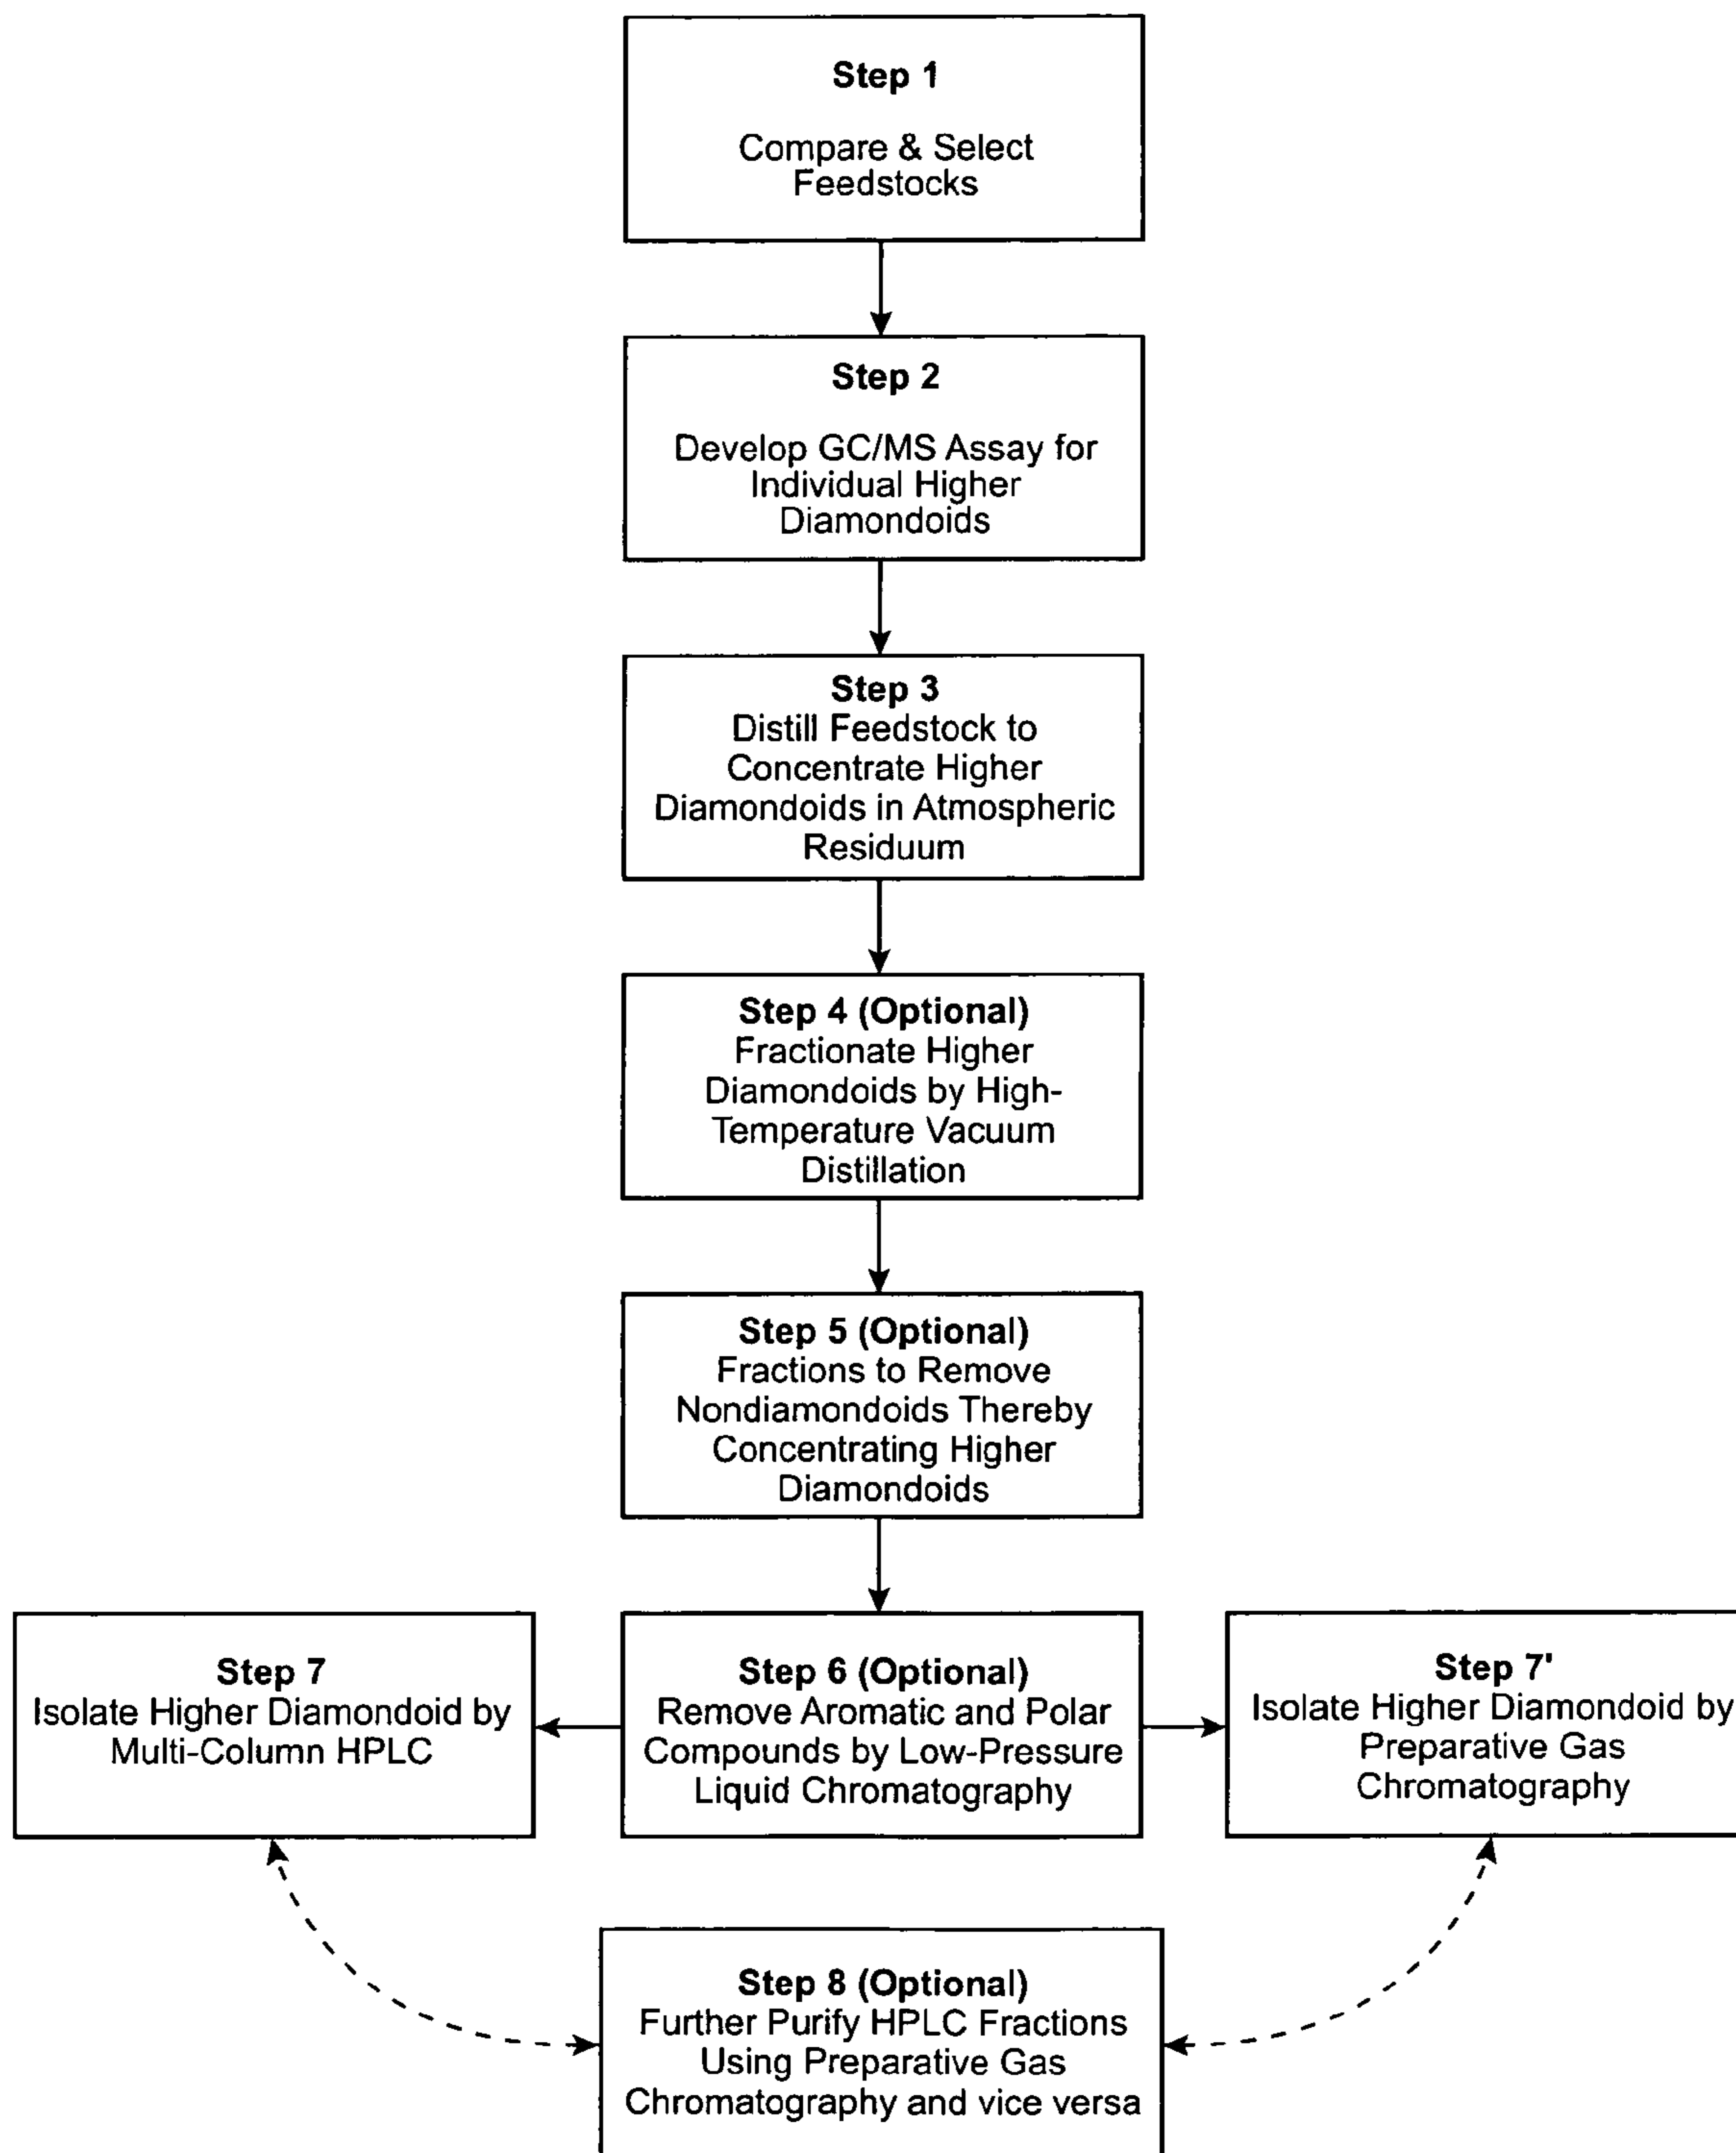 Step 1
Compare & Select
Feedstocks
Step 2
Develop GC/MS Assay for
Individual Higher
Diamondoids
Step 3
Distill Feedstock to
Concentrate Higher
Diamondoids in Atmospheric
Residuum
Step 4 (Optional)
Fractionate Higher
Diamondoids by High-
Temperature Vacuum
Distillation
Step 5 (Optional)
Fractions to Remove
Nondiamondoids Thereby
Concentrating Higher
Diamondoids
Step 7
Isolate Higher Diamondoid by
Multi-Column HPLC
Step 6 (Optional)
Remove Aromatic and Polar
Compounds by Low-Pressure
Liquid Chromatography
Step 7'
Isolate Higher Diamondoid by
Preparative Gas
Chromatography
Step 8 (Optional)
Further Purify HPLC Fractions
Using Preparative Gas
Chromatography and vice versa